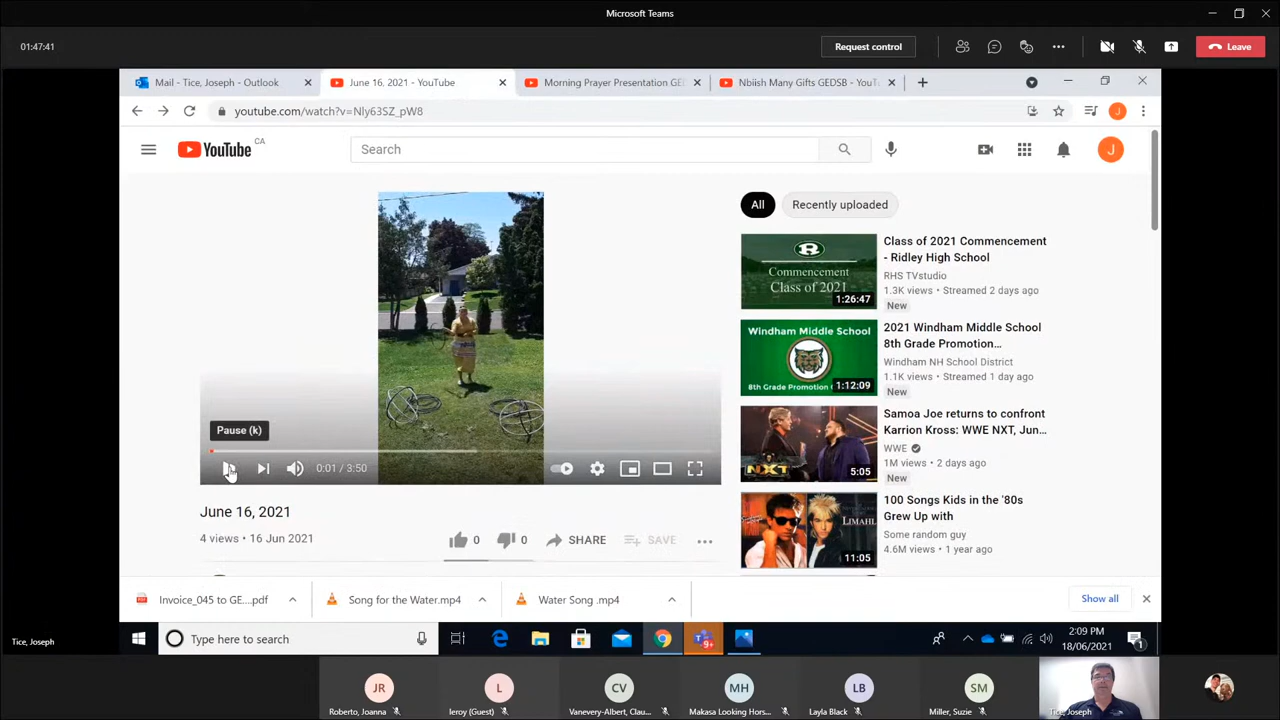 Microsoft Teams
01:47:41
Request control
Leave
Mail - Tice, Joseph - Outlook
June 16, 2021 - YouTube
Morning Prayer Presentation GE
Nbiish Many Gifts GEDSB - YouT
youtube.com/watch?v=Nly63SZ_pW8
J
YouTube CA
Search
J
All
Recently uploaded
R
Commencement
Class of 2021
1:26:47
Class of 2021 Commencement
- Ridley High School
RHS TVstudio
1.3K views • Streamed 2 days ago
New
Windham Middle School
8th Grade Promotion
1:12:09
2021 Windham Middle School
8th Grade Promotion...
Windham NH School District
1.1K views • Streamed 1 day ago
New
NXT
5:05
Samoa Joe returns to confront
Karrion Kross: WWE NXT, Jun...
WWE
1M views • 2 days ago
New
LIMAHL
11:05
100 Songs Kids in the '80s
Grew Up with
Some random guy
4.6M views • 1 year ago
Pause (k)
0:01 / 3:50
June 16, 2021
4 views • 16 Jun 2021
0
0
SHARE
SAVE
Invoice_045 to GE....pdf
Song for the Water.mp4
Water Song .mp4
Show all
Type here to search
9+
2:09 PM
18/06/2021
1
Tice, Joseph
JR
Roberto, Joanna
L
leroy (Guest)
CV
Vanevery-Albert, Clau...
MH
Makasa Looking Hors...
LB
Layla Black
SM
Miller, Suzie
Tice, Joseph